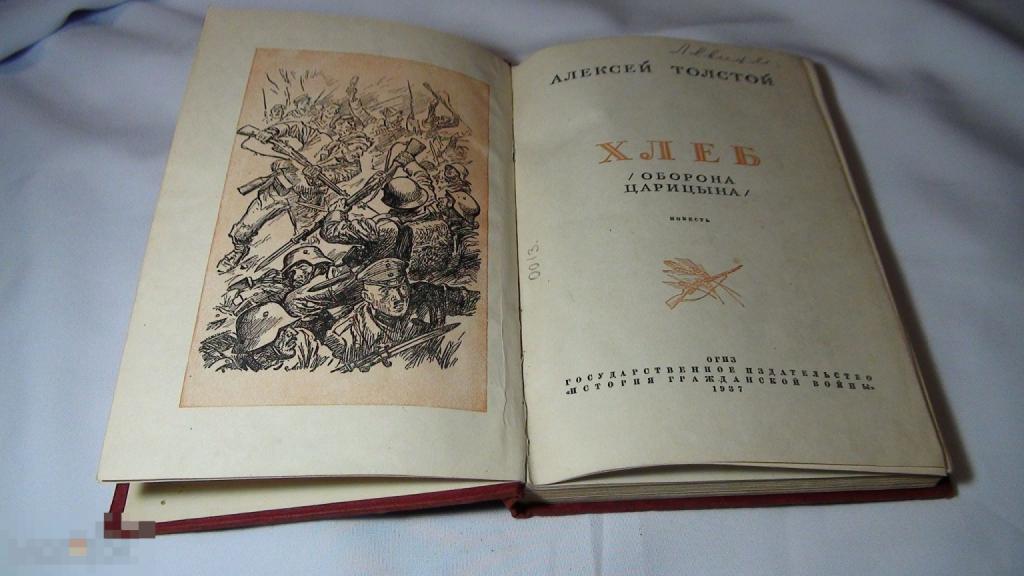 АЛЕКСЕЙ ТОЛСТОЙ
ХЛЕБ
/ОБОРОНА
ЦАРИЦЫНА/
ПОВЕСТЬ
0013.
ОГИЗ
ГОСУДАРСТВЕННОЕ ИЗДАТЕЛЬСТВО
«ИСТОРИЯ ГРАЖДАНСКОЙ ВОЙНЫ»
1937